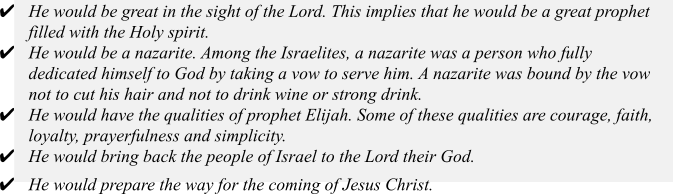 ✔ He would be great in the sight of the Lord. This implies that he would be a great prophet
filled with the Holy spirit.
✔ He would be a nazarite. Among the Israelites, a nazarite was a person who fully
dedicated himself to God by taking a vow to serve him. A nazarite was bound by the vow
not to cut his hair and not to drink wine or strong drink.
✔ He would have the qualities of prophet Elijah. Some of these qualities are courage, faith,
loyalty, prayerfulness and simplicity.
✔ He would bring back the people of Israel to the Lord their God.
✔ He would prepare the way for the coming of Jesus Christ.